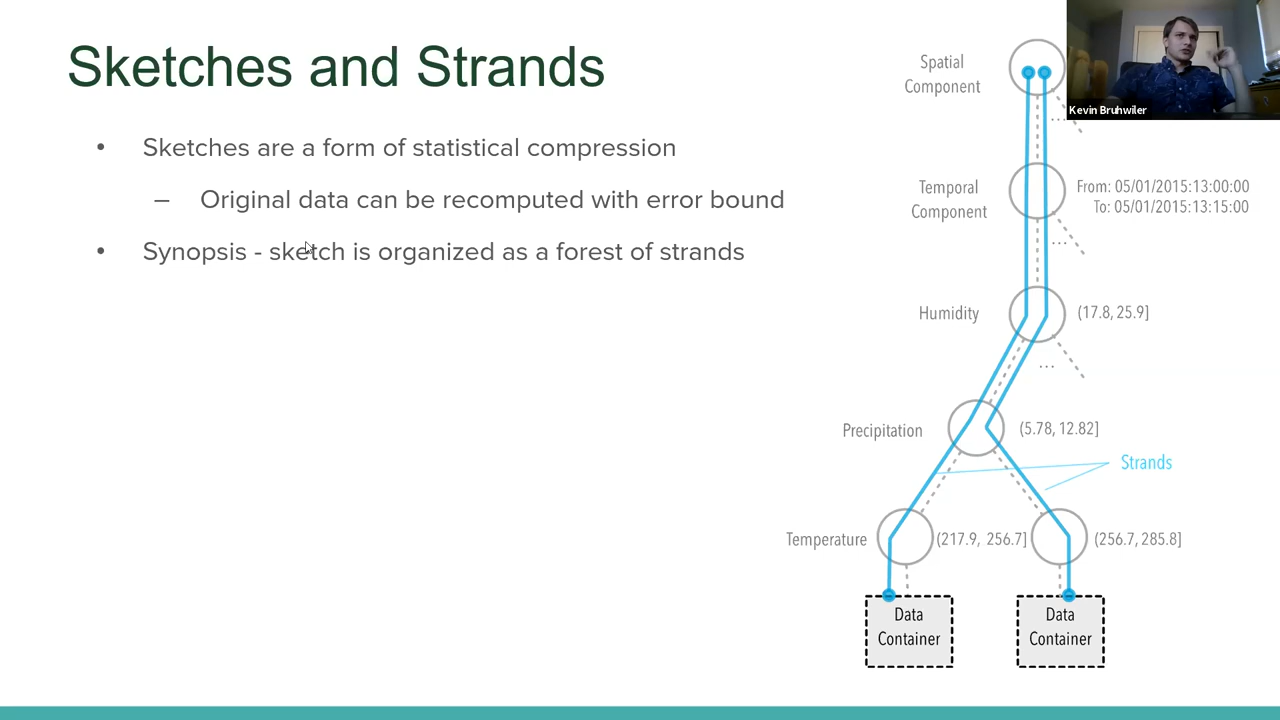 Sketches and Strands
• Sketches are a form of statistical compression
– Original data can be recomputed with error bound
• Synopsis - sketch is organized as a forest of strands
Spatial
Component
...
Kevin Bruhwiler
Temporal
Component
From: 05/01/2015:13:00:00
To: 05/01/2015:13:15:00
...
Humidity
(17.8, 25.9]
...
Precipitation
(5.78, 12.82]
Strands
Temperature
(217.9, 256.7]
(256.7, 285.8]
Data
Container
Data
Container